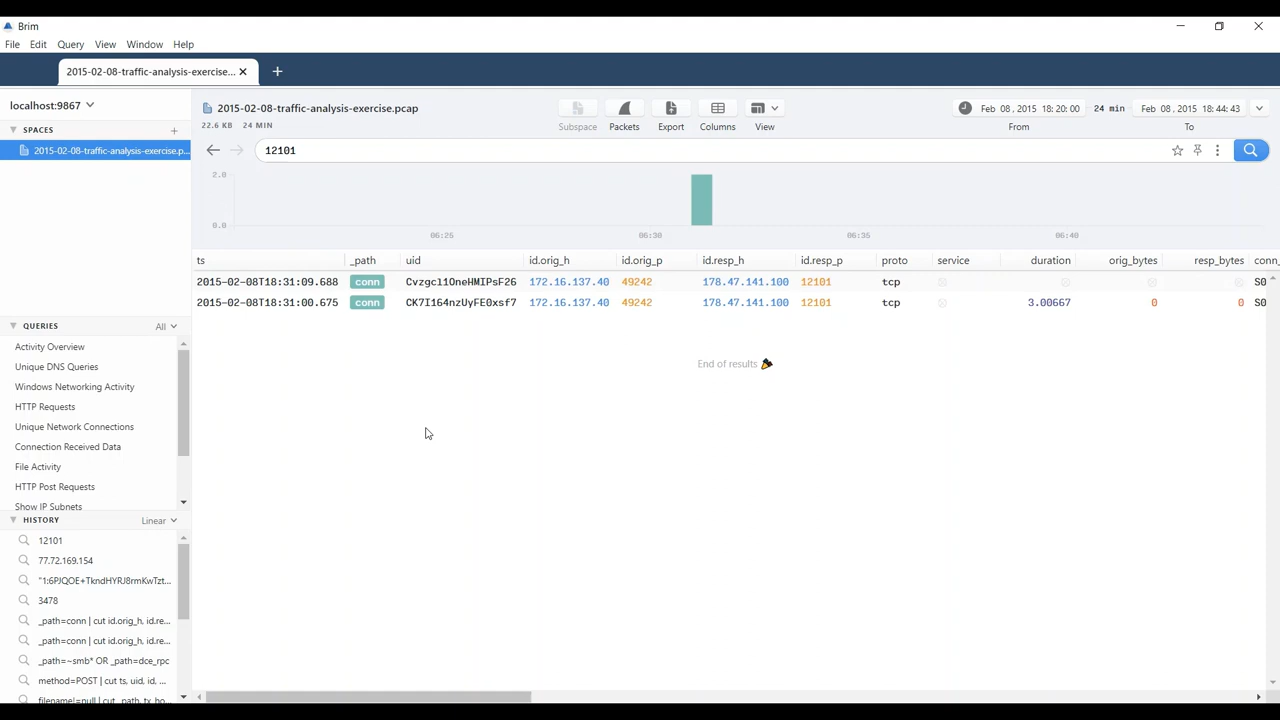 Brim
File Edit Query View Window Help
2015-02-08-traffic-analysis-exercise...
localhost:9867
2015-02-08-traffic-analysis-exercise.pcap
22.6 KB 24 MIN
Subspace Packets Export Columns View
Feb 08 , 2015 18:20:00 24 min Feb 08 , 2015 18:44:43
From To
SPACES
2015-02-08-traffic-analysis-exercise.p...
12101
2.0
0.0
06:25 06:30 06:35 06:40
ts _path uid id.orig_h id.orig_p id.resp_h id.resp_p proto service duration orig_bytes resp_bytes conn_
2015-02-08T18:31:09.688 conn Cvzgcl1OneHMIPsF26 172.16.137.40 49242 178.47.141.100 12101 tcp S0
2015-02-08T18:31:00.675 conn CK7I164nzUyFE0xsf7 172.16.137.40 49242 178.47.141.100 12101 tcp 3.00667 0 0 S0
End of results
QUERIES All
Activity Overview
Unique DNS Queries
Windows Networking Activity
HTTP Requests
Unique Network Connections
Connection Received Data
File Activity
HTTP Post Requests
Show IP Subnets
HISTORY Linear
12101
77.72.169.154
"1:6PJQOE+TkndHYRJ8rmKwTzt...
3478
_path=conn | cut id.orig_h, id.re...
_path=conn | cut id.orig_h, id.re...
_path=~smb* OR _path=dce_rpc
method=POST | cut ts, uid, id, ...
filename!=null | cut _path, tx_ho...